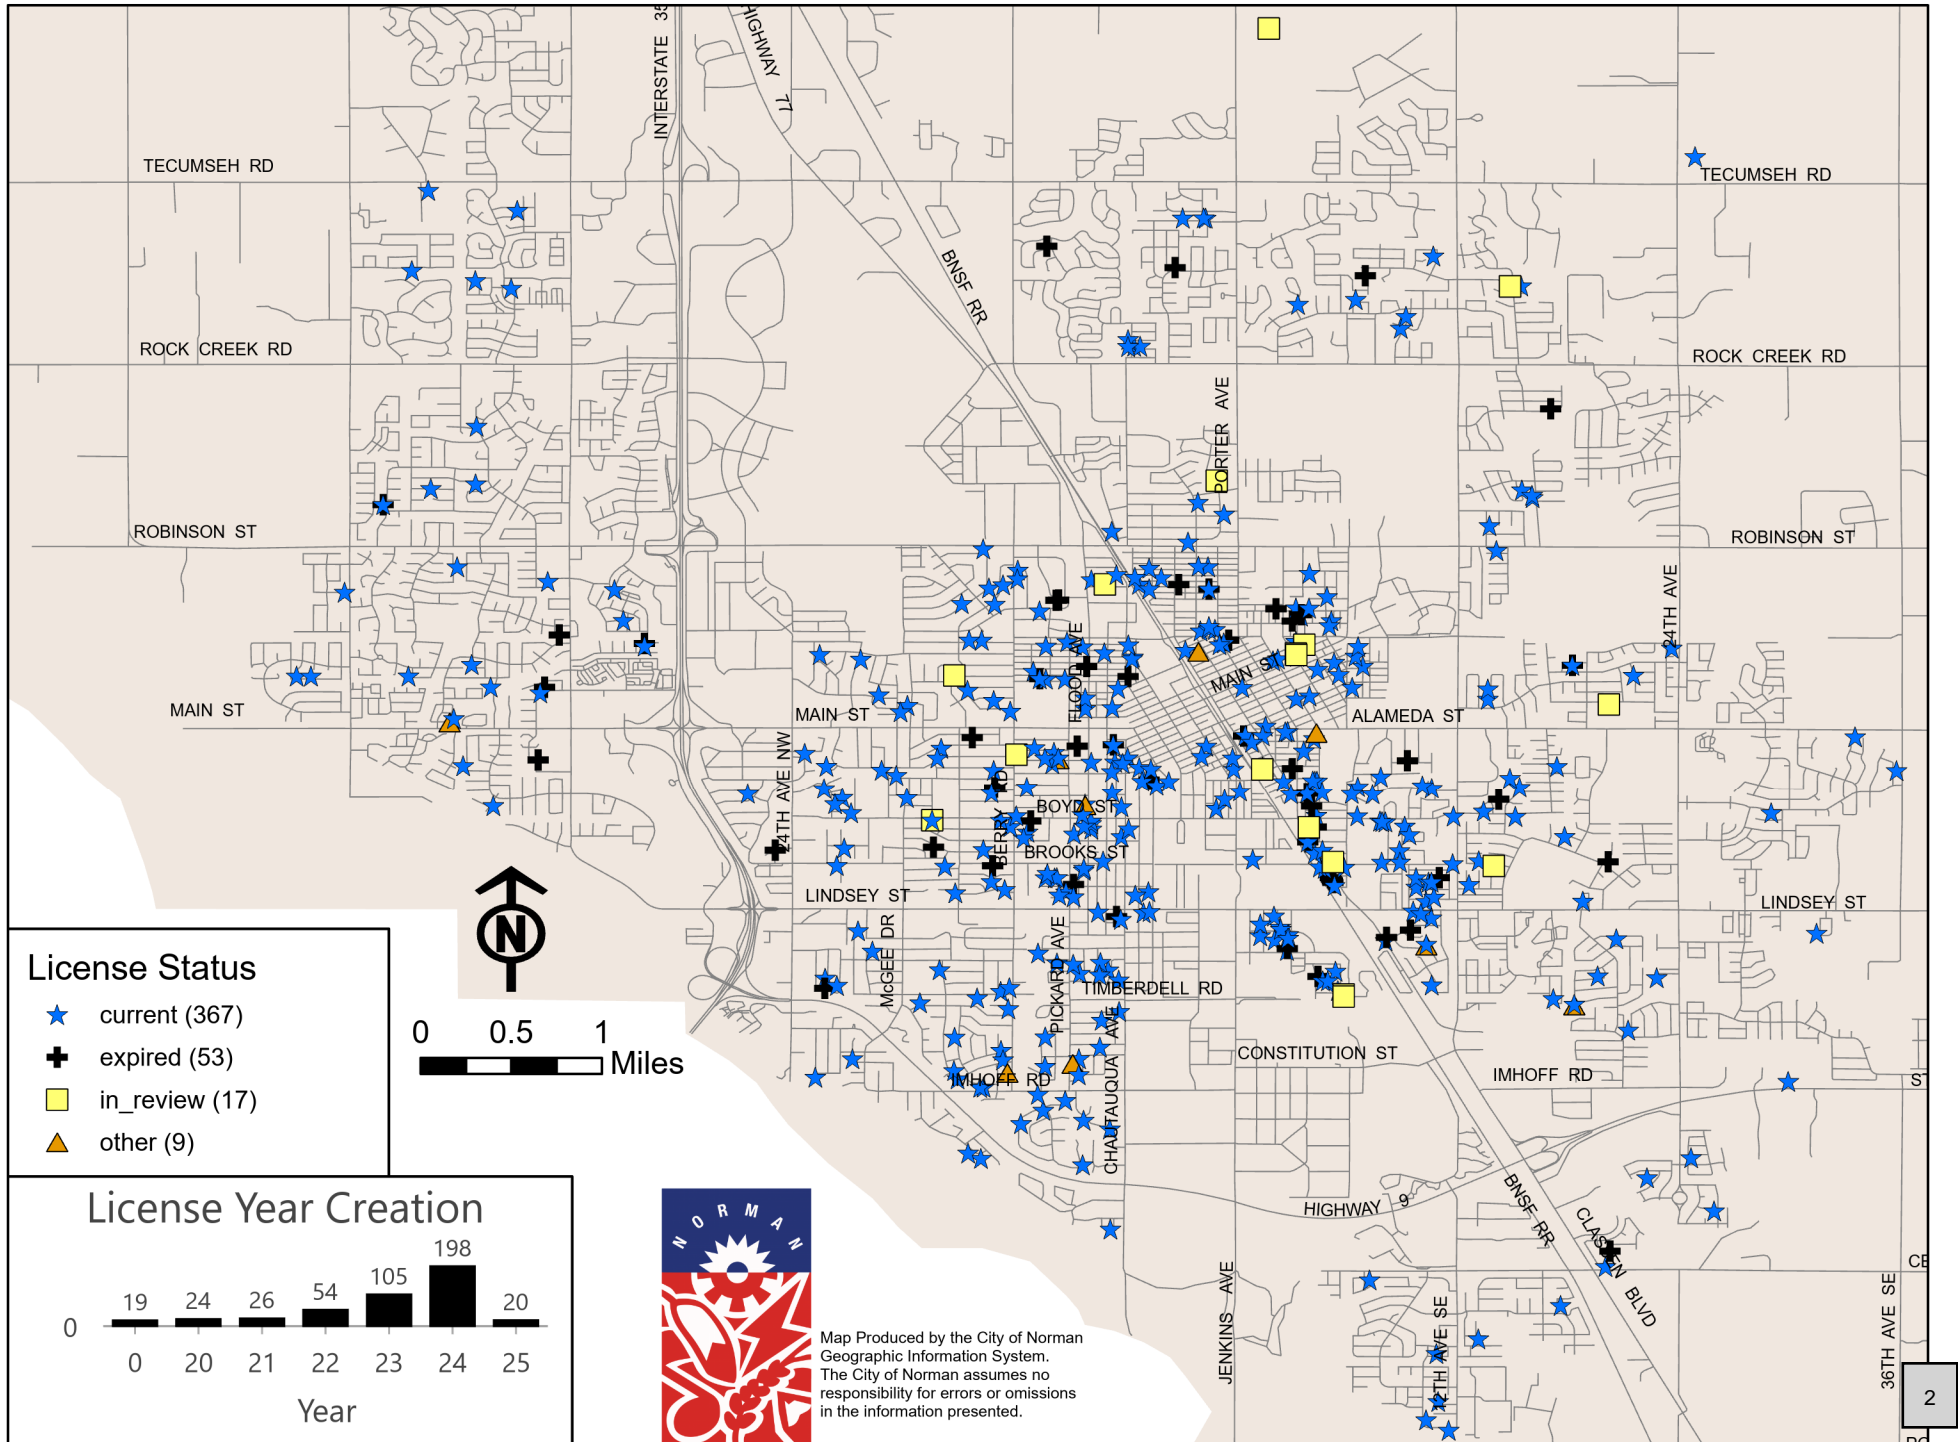 INTERSTATE 35
HIGHWAY 77
TECUMSEH RD
TECUMSEH RD
BNSF RR
ROCK CREEK RD
ROCK CREEK RD
PORTER AVE
ROBINSON ST
ROBINSON ST
24TH AVE
FLOOD AVE
MAIN ST
MAIN ST
MAIN ST
ALAMEDA ST
24TH AVE NW
BERRY RD
BOYD ST
BROOKS ST
LINDSEY ST
LINDSEY ST
McGEE DR
PICKARD AVE
TIMBERDELL RD
CHAUTAUQUA AVE
CONSTITUTION ST
IMHOFF RD
IMHOFF RD
ST
HIGHWAY 9
BNSF RR
CLASSEN BLVD
CE
JENKINS AVE
12TH AVE SE
36TH AVE SE
N
License Status
current (367)
expired (53)
in_review (17)
other (9)
0 0.5 1
Miles
License Year Creation
19 24 26 54 105 198 20
0
0 20 21 22 23 24 25
Year
NORMAN
Map Produced by the City of Norman
Geographic Information System.
The City of Norman assumes no
responsibility for errors or omissions
in the information presented.
2